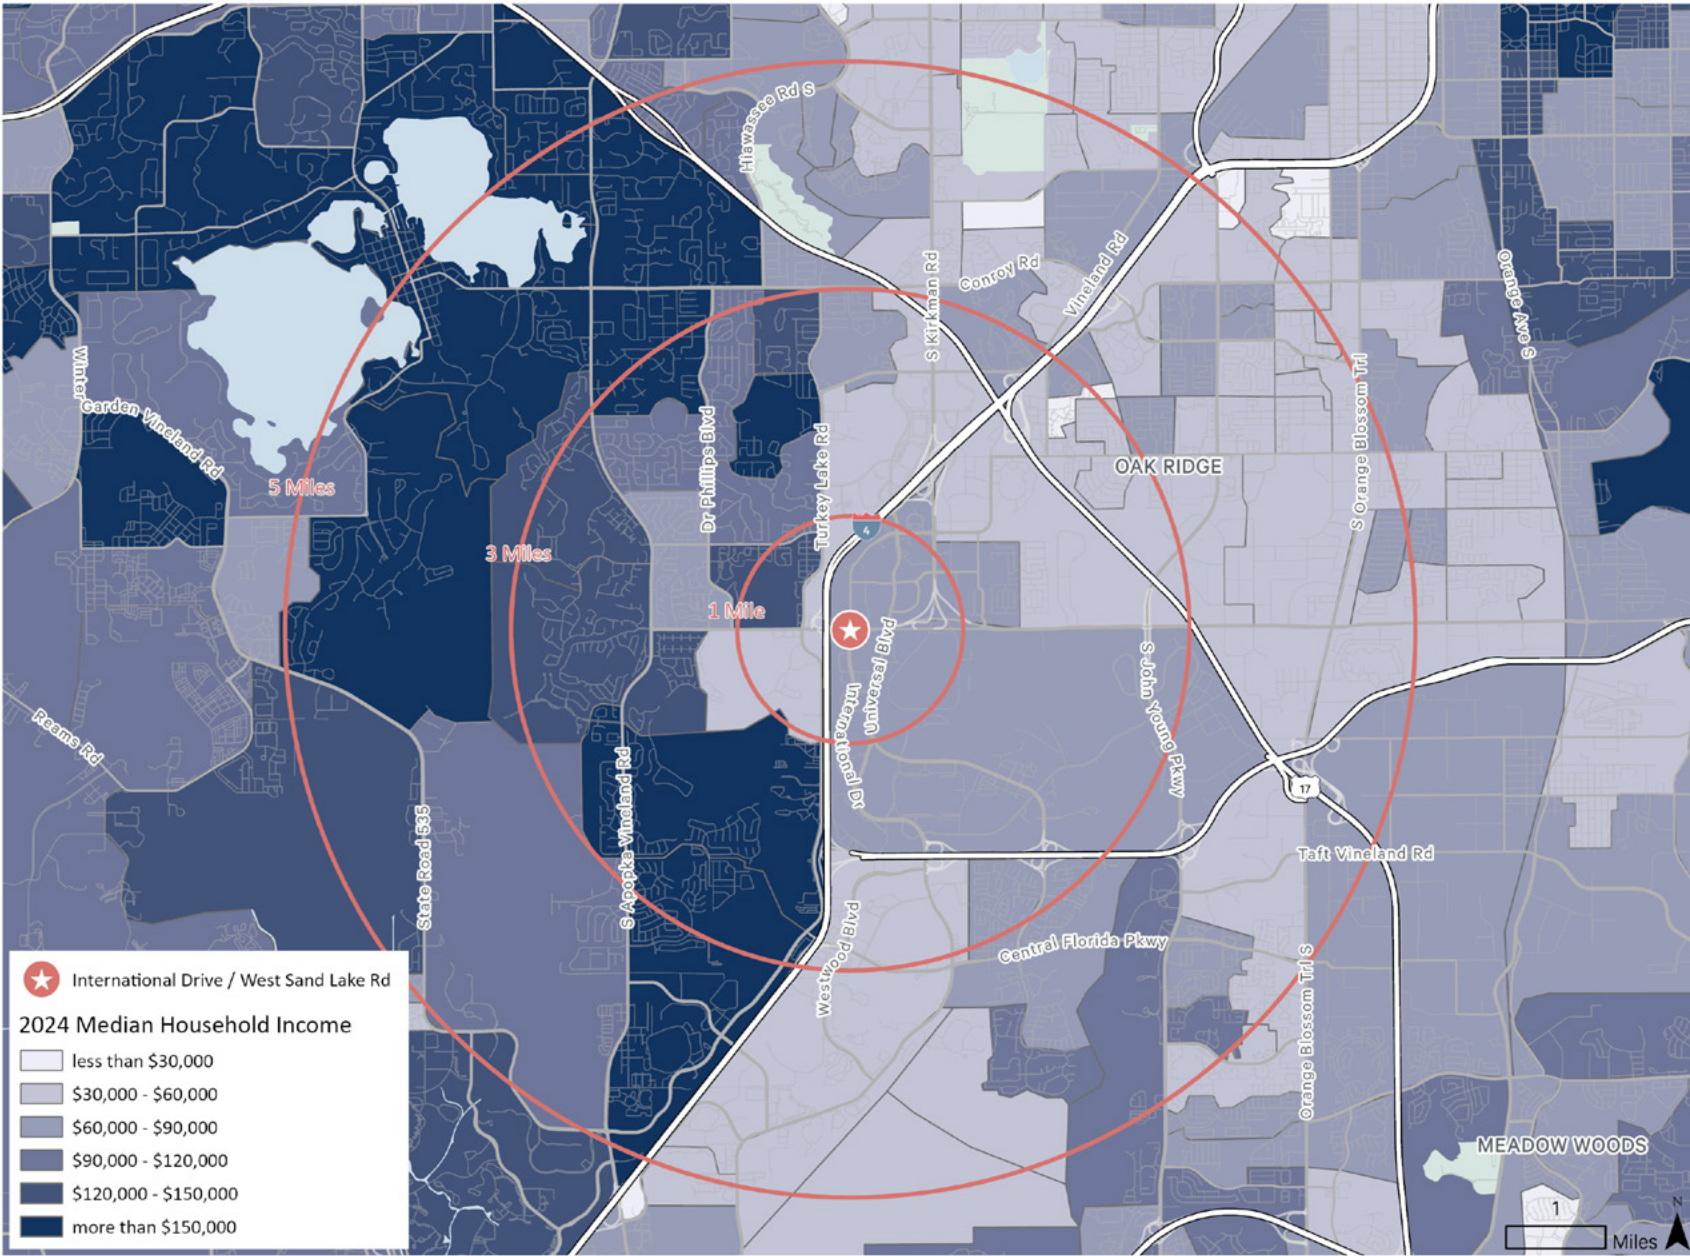 Hiawassee Rd S
S Kirkman Rd
Conroy Rd
Vineland Rd
Orange Ave S
Winter
Garden Vineland Rd
5 Miles
Dr Phillips Blvd
Turkey Lake Rd
OAK RIDGE
S Orange Blossom Trl
4
3 Miles
1 Mile
Universal Blvd
International Dr
S John Young Pkwy
Reams Rd
State Road 535
S Apopka Vineland Rd
17
Taft Vineland Rd
Westwood Blvd
Central Florida Pkwy
Orange Blossom Trl S
MEADOW WOODS
International Drive / West Sand Lake Rd
2024 Median Household Income
less than $30,000
$30,000 - $60,000
$60,000 - $90,000
$90,000 - $120,000
$120,000 - $150,000
more than $150,000
1
Miles
N